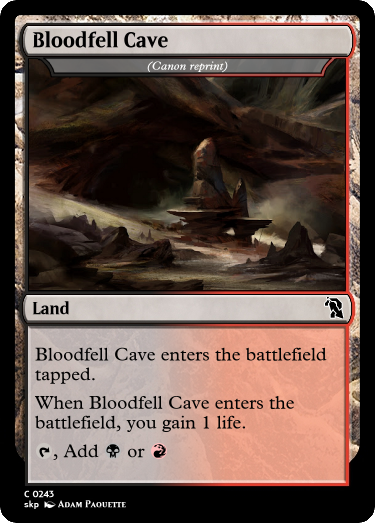 Bloodfell Cave
(Canon reprint)
Land
Bloodfell Cave enters the battlefield
tapped.
When Bloodfell Cave enters the
battlefield, you gain 1 life.
, Add or
C 0243
skp Adam Paquette